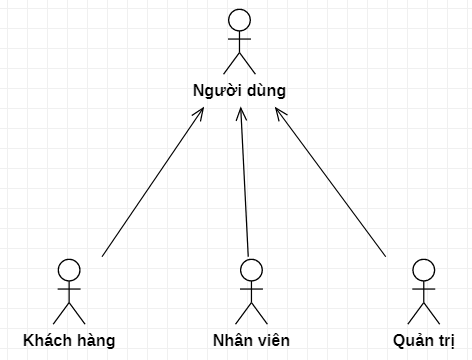 Người dùng
Khách hàng
Nhân viên
Quản trị